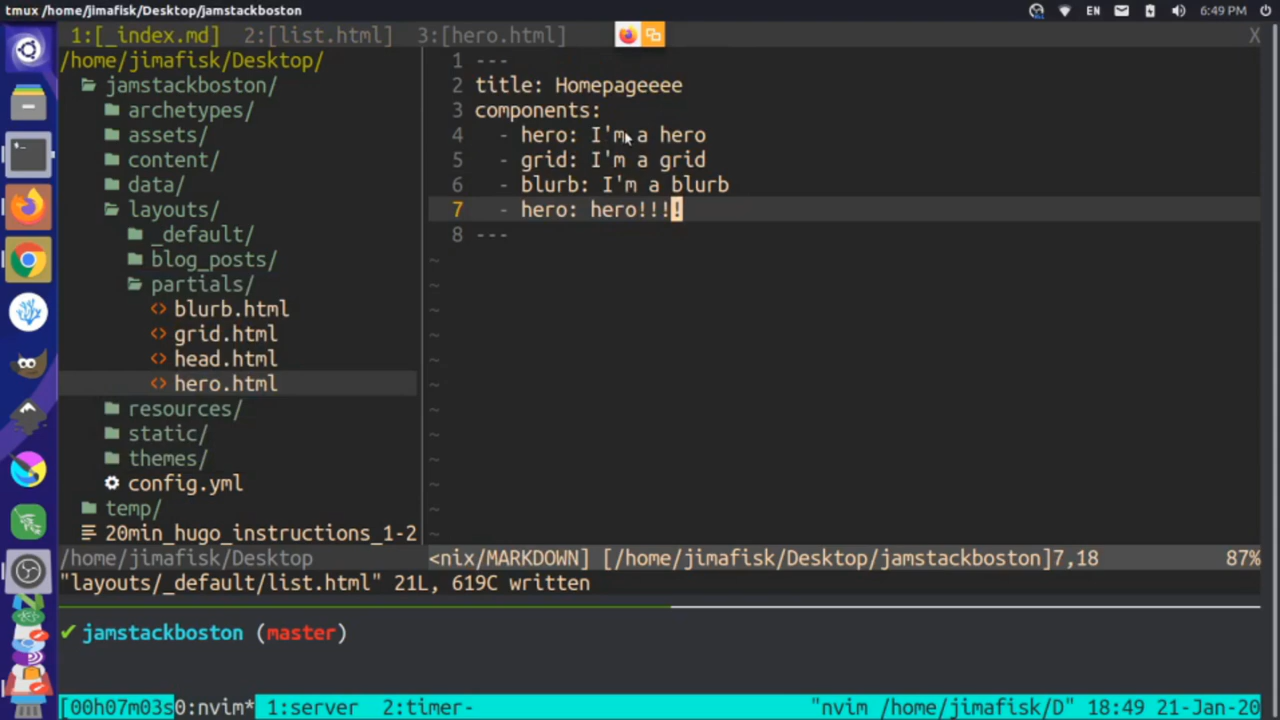 tmux /home/jimafisk/Desktop/jamstackboston
EN
6:49 PM
1:[_index.md] 2:[list.html] 3:[hero.html]
X
/home/jimafisk/Desktop/
jamstackboston/
archetypes/
assets/
content/
data/
layouts/
_default/
blog_posts/
partials/
blurb.html
grid.html
head.html
hero.html
resources/
static/
themes/
config.yml
temp/
20min_hugo_instructions_1-2
1 ---
2 title: Homepageeee
3 components:
4 - hero: I'm a hero
5 - grid: I'm a grid
6 - blurb: I'm a blurb
7 - hero: hero!!!!
8 ---
~
~
~
~
~
~
~
~
~
~
~
~
/home/jimafisk/Desktop
<nix/MARKDOWN] [/home/jimafisk/Desktop/jamstackboston]7,18 87%
"layouts/_default/list.html" 21L, 619C written
✔ jamstackboston (master)
[00h07m03s0:nvim* 1:server 2:timer- "nvim /home/jimafisk/D" 18:49 21-Jan-20